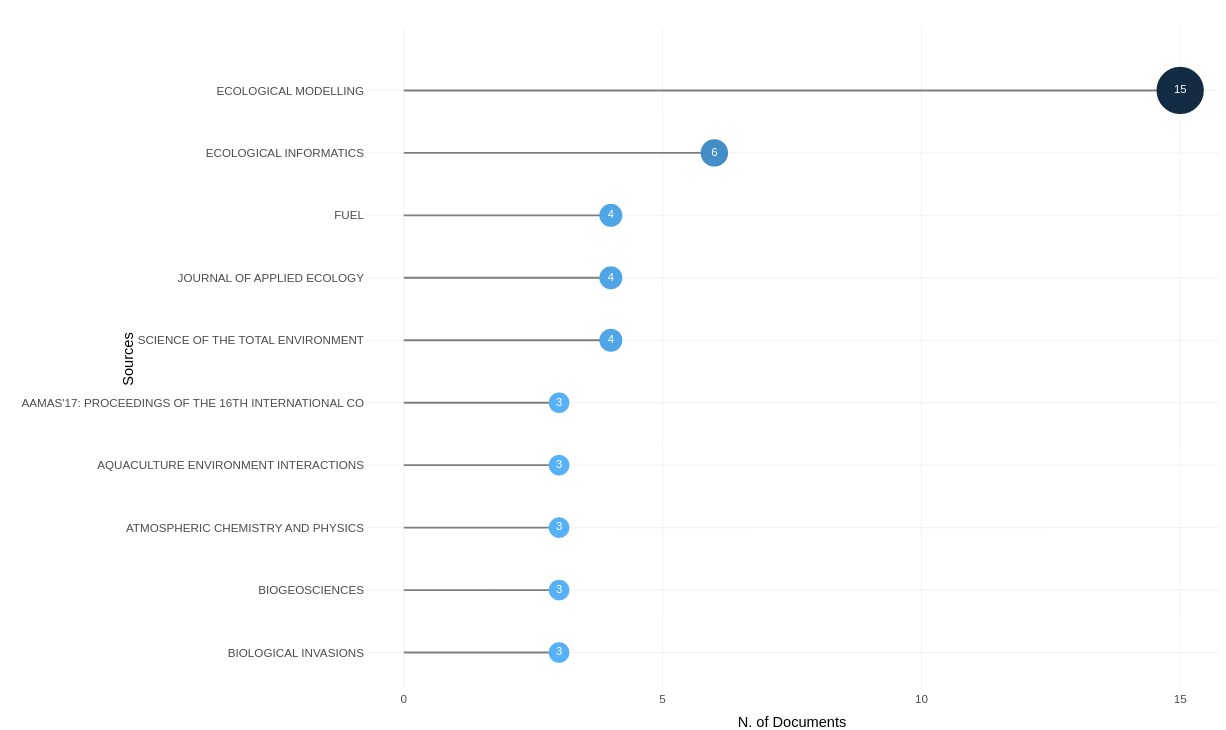 ECOLOGICAL MODELLING
15
ECOLOGICAL INFORMATICS
6
FUEL
4
JOURNAL OF APPLIED ECOLOGY
4
Sources
SCIENCE OF THE TOTAL ENVIRONMENT
4
AAMAS'17: PROCEEDINGS OF THE 16TH INTERNATIONAL CO
3
AQUACULTURE ENVIRONMENT INTERACTIONS
3
ATMOSPHERIC CHEMISTRY AND PHYSICS
3
BIOGEOSCIENCES
3
BIOLOGICAL INVASIONS
3
0 5 10 15
N. of Documents